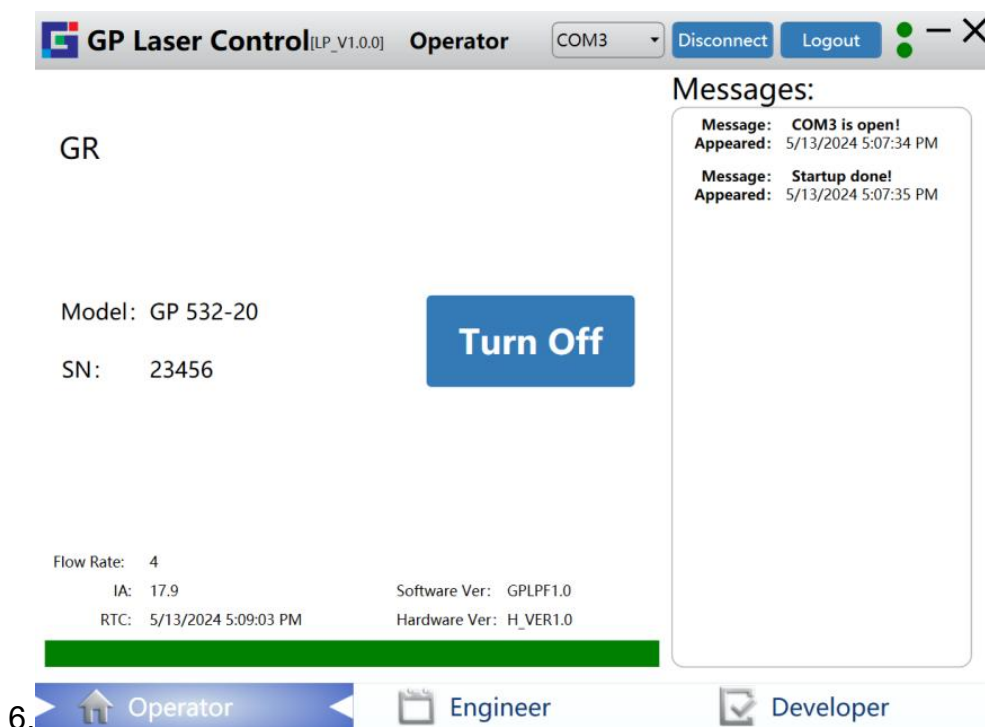 GP Laser Control[LP_V1.0.0] Operator COM3 Disconnect Logout
Messages:
Message: COM3 is open!
Appeared: 5/13/2024 5:07:34 PM
Message: Startup done!
Appeared: 5/13/2024 5:07:35 PM
GR
Model: GP 532-20
Turn Off
SN: 23456
Flow Rate: 4
IA: 17.9 Software Ver: GPLPF1.0
RTC: 5/13/2024 5:09:03 PM Hardware Ver: H_VER1.0
6. Operator Engineer Developer